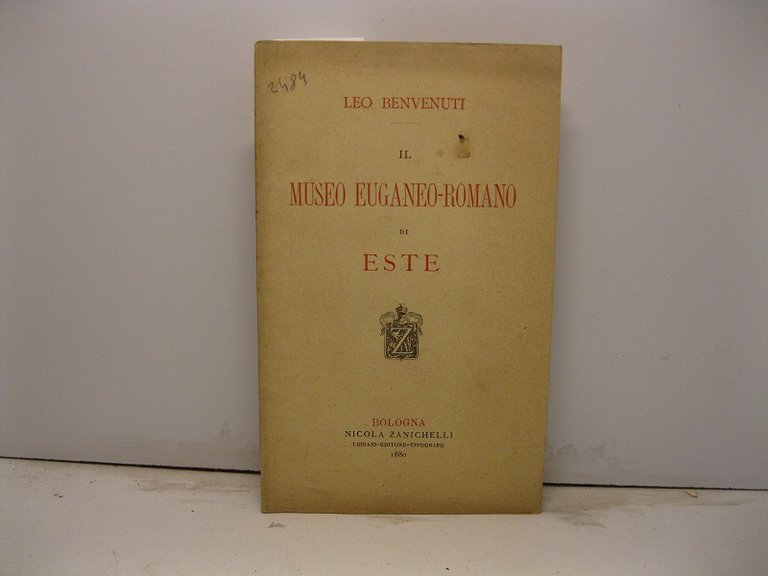 2484
LEO BENVENUTI
IL
MUSEO EUGANEO-ROMANO
DI
ESTE
Z
BOLOGNA
NICOLA ZANICHELLI
LIBRAIO-EDITORE-TIPOGRAFO
1880